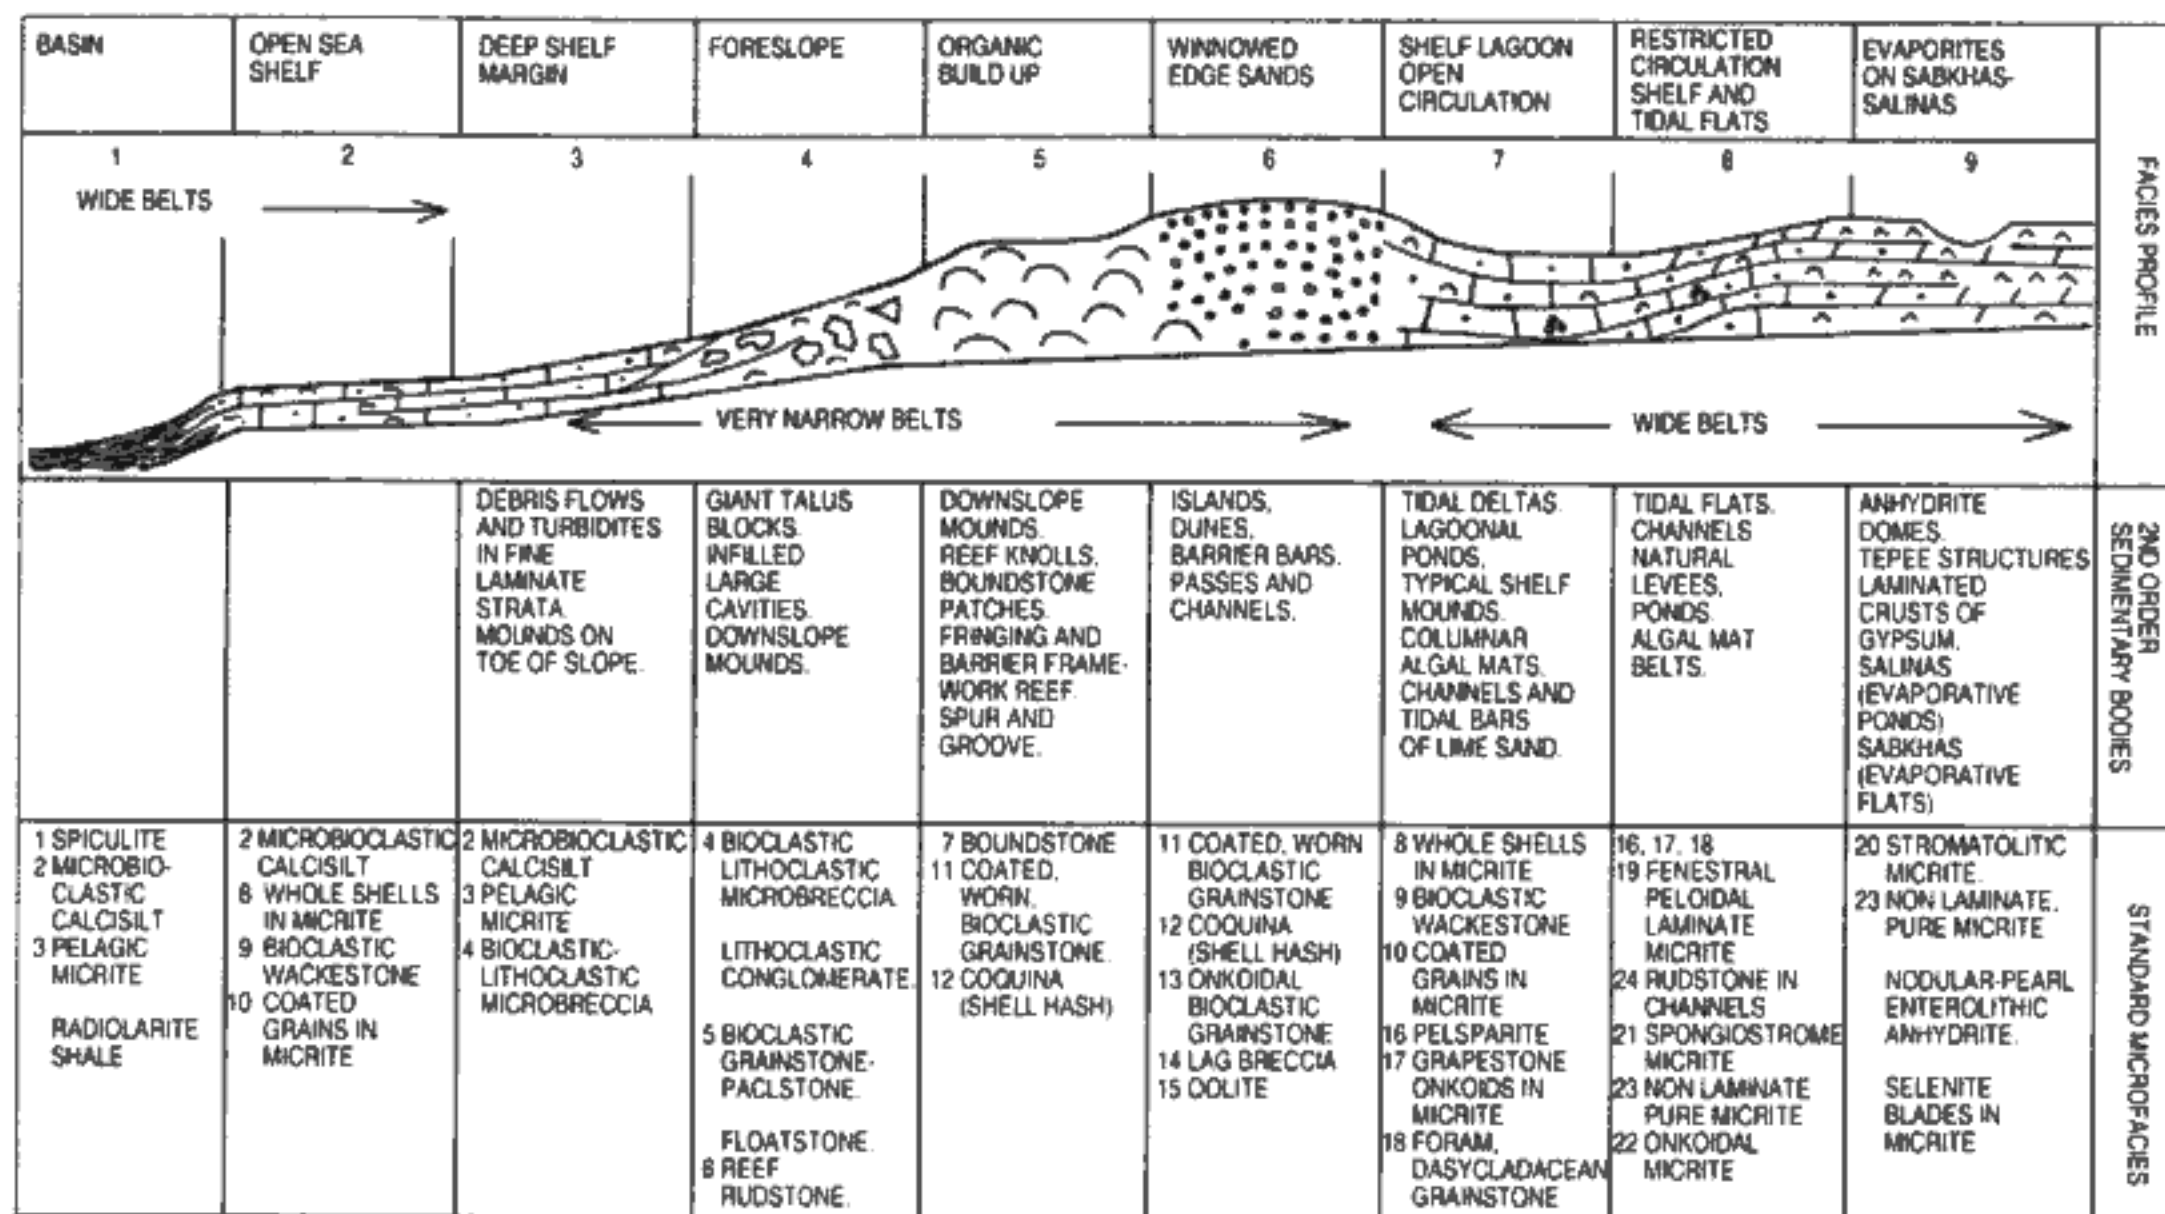 BASIN
OPEN SEA
SHELF
DEEP SHELF
MARGIN
FORESLOPE
ORGANIC
BUILD UP
WINNOWED
EDGE SANDS
SHELF LAGOON
OPEN
CIRCULATION
RESTRICTED
CIRCULATION
SHELF AND
TIDAL FLATS
EVAPORITES
ON SABKHAS-
SALINAS
1
2
3
4
5
6
7
8
9
FACIES PROFILE
WIDE BELTS
VERY NARROW BELTS
WIDE BELTS
DEBRIS FLOWS
AND TURBIDITES
IN FINE
LAMINATE
STRATA.
MOUNDS ON
TOE OF SLOPE.
GIANT TALUS
BLOCKS.
INFILLED
LARGE
CAVITIES.
DOWNSLOPE
MOUNDS.
DOWNSLOPE
MOUNDS.
REEF KNOLLS.
BOUNDSTONE
PATCHES.
FRINGING AND
BARRIER FRAME-
WORK REEF.
SPUR AND
GROOVE.
ISLANDS,
DUNES,
BARRIER BARS.
PASSES AND
CHANNELS.
TIDAL DELTAS.
LAGOONAL
PONDS,
TYPICAL SHELF
MOUNDS.
COLUMNAR
ALGAL MATS.
CHANNELS AND
TIDAL BARS
OF LIME SAND.
TIDAL FLATS.
CHANNELS
NATURAL
LEVEES,
PONDS.
ALGAL MAT
BELTS.
ANHYDRITE
DOMES.
TEPEE STRUCTURES
LAMINATED
CRUSTS OF
GYPSUM.
SALINAS
(EVAPORATIVE
PONDS)
SABKHAS
(EVAPORATIVE
FLATS)
2ND ORDER
SEDIMENTARY BODIES
1 SPICULITE
2 MICROBIO-
CLASTIC
CALCISILT
3 PELAGIC
MICRITE
RADIOLARITE
SHALE
2 MICROBIOCLASTIC
CALCISILT
8 WHOLE SHELLS
IN MICRITE
9 BIOCLASTIC
WACKESTONE
10 COATED
GRAINS IN
MICRITE
2 MICROBIOCLASTIC
CALCISILT
3 PELAGIC
MICRITE
4 BIOCLASTIC-
LITHOCLASTIC
MICROBRECCIA
4 BIOCLASTIC
LITHOCLASTIC
MICROBRECCIA.
LITHOCLASTIC
CONGLOMERATE.
5 BIOCLASTIC
GRAINSTONE-
PACLSTONE.
FLOATSTONE.
6 REEF
RUDSTONE.
7 BOUNDSTONE
11 COATED,
WORN.
BIOCLASTIC
GRAINSTONE.
12 COQUINA
(SHELL HASH)
11 COATED, WORN
BIOCLASTIC
GRAINSTONE
12 COQUINA
(SHELL HASH)
13 ONKOIDAL
BIOCLASTIC
GRAINSTONE
14 LAG BRECCIA
15 OOLITE
8 WHOLE SHELLS
IN MICRITE
9 BIOCLASTIC
WACKESTONE
10 COATED
GRAINS IN
MICRITE
16 PELSPARITE
17 GRAPESTONE
ONKOIDS IN
MICRITE
18 FORAM,
DASYCLADACEAN
GRAINSTONE
16, 17, 18
19 FENESTRAL
PELOIDAL
LAMINATE
MICRITE
24 RUDSTONE IN
CHANNELS
21 SPONGIOSTROME
MICRITE
23 NON LAMINATE
PURE MICRITE
22 ONKOIDAL
MICRITE
20 STROMATOLITIC
MICRITE.
23 NON LAMINATE.
PURE MICRITE
NODULAR-PEARL
ENTEROLITHIC
ANHYDRITE.
SELENITE
BLADES IN
MICRITE
STANDARD MICROFACIES